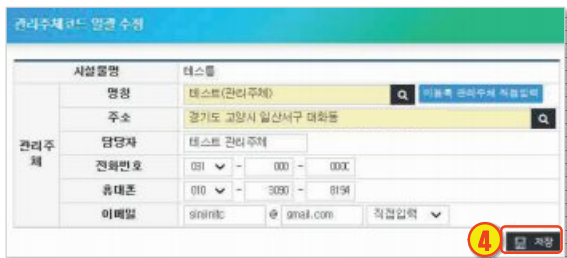 관리주체코드 일괄 수정
시설물명 테스틀
명칭 테스트(관리주체) 미등록 관리주체 직접입력
주소 경기도 고양시 일산서구 대화동
관리주체
담당자 테스트 관리주체
전화번호 031 - 000 - 000C
휴대폰 010 - 3090 - 8194
이메일 @ gmail.com 직접입력
4 저장